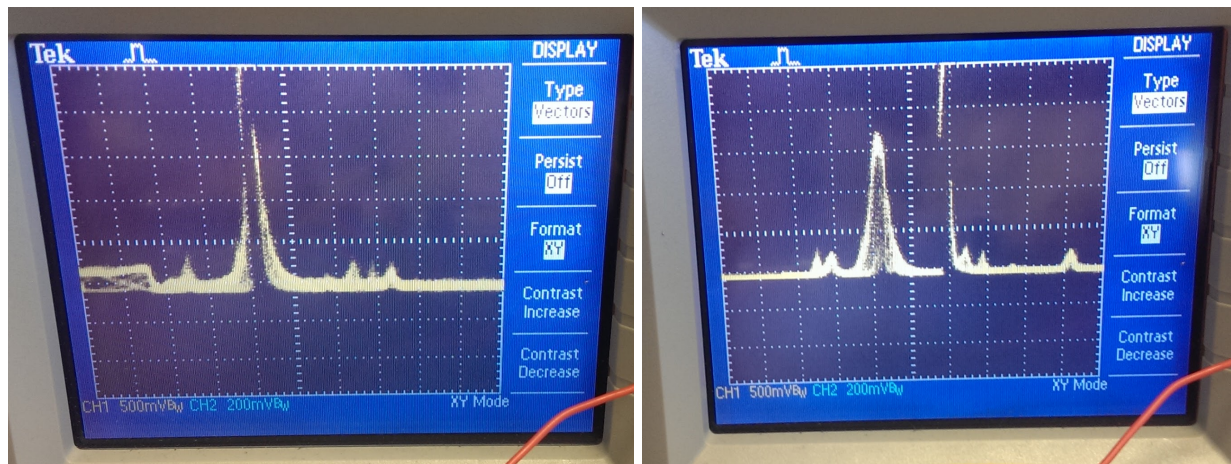 Tek
DISPLAY
Type
Vectors
Persist
Off
Format
XY
Contrast
Increase
Contrast
Decrease
CH1 500mVBw CH2 200mVBw
XY Mode
Tek
DISPLAY
Type
Vectors
Persist
Off
Format
XY
Contrast
Increase
Contrast
Decrease
CH1 500mVBw CH2 200mVBw
XY Mode